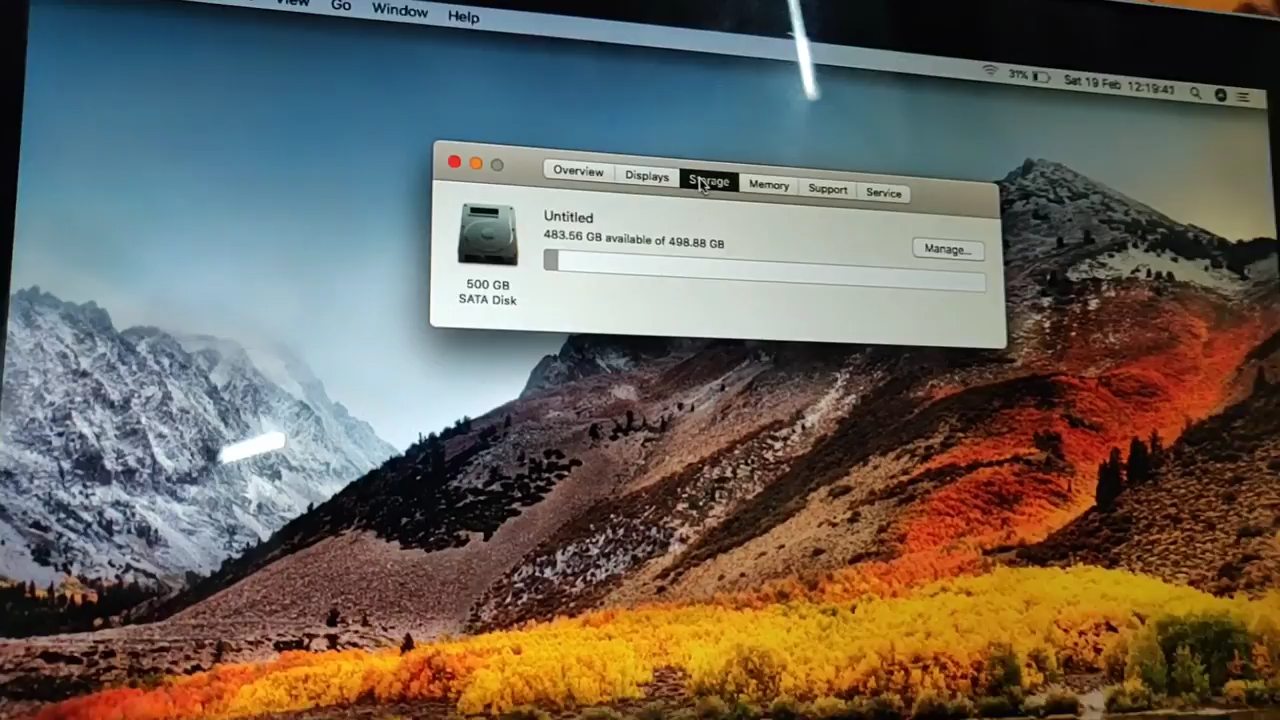 View Go Window Help
31% Sat 19 Feb 12:19:41
Overview Displays Storage Memory Support Service
Untitled
483.56 GB available of 498.88 GB
Manage...
500 GB
SATA Disk